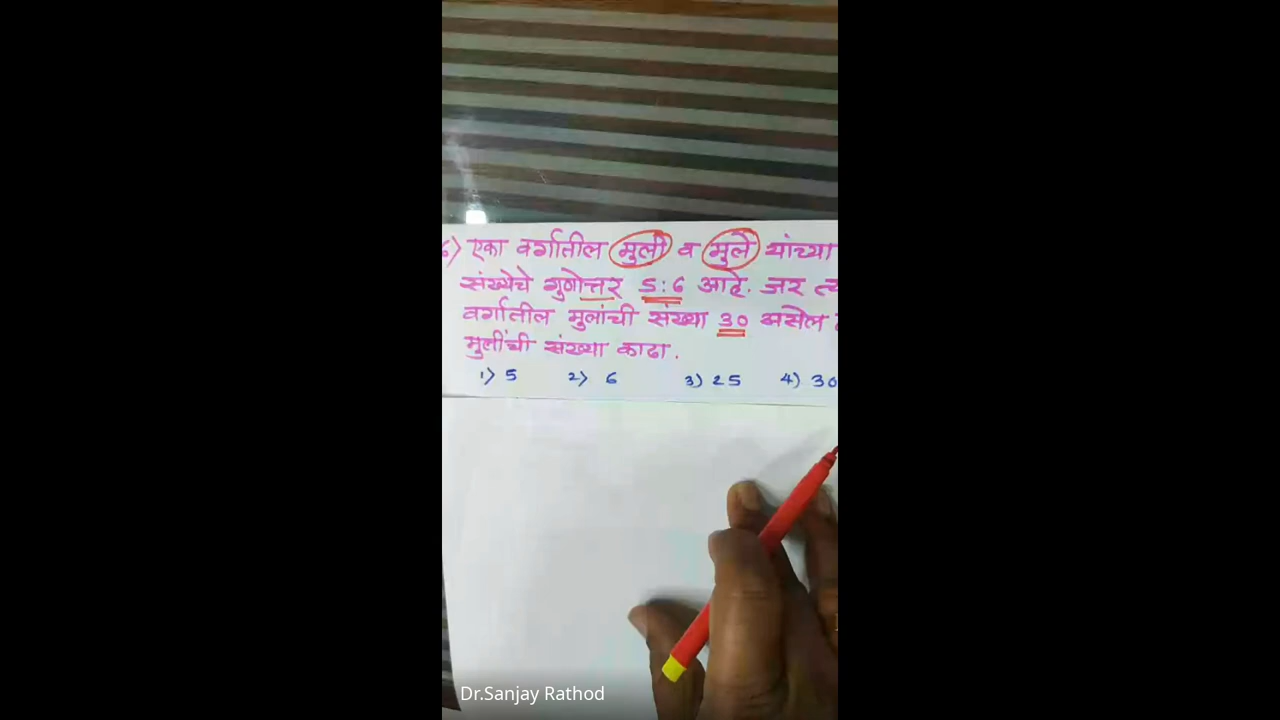 ६) एका वर्गातील मुली व मुले यांच्या
संख्येचे गुणोत्तर 5:6 आहे. जर
वर्गातील मुलांची संख्या 30 असेल
मुलींची संख्या काढा.
1) 5 2) 6 3) 25 4) 30
Dr.Sanjay Rathod